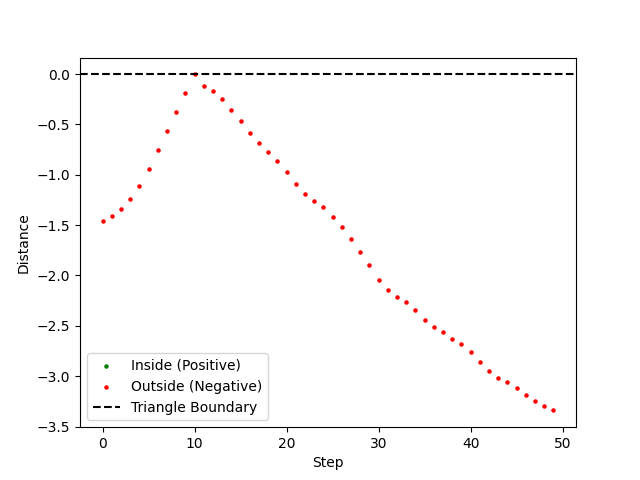 0.0
−0.5
−1.0
−1.5
−2.0
−2.5
−3.0
−3.5
Distance
Inside (Positive)
Outside (Negative)
Triangle Boundary
0 10 20 30 40 50
Step